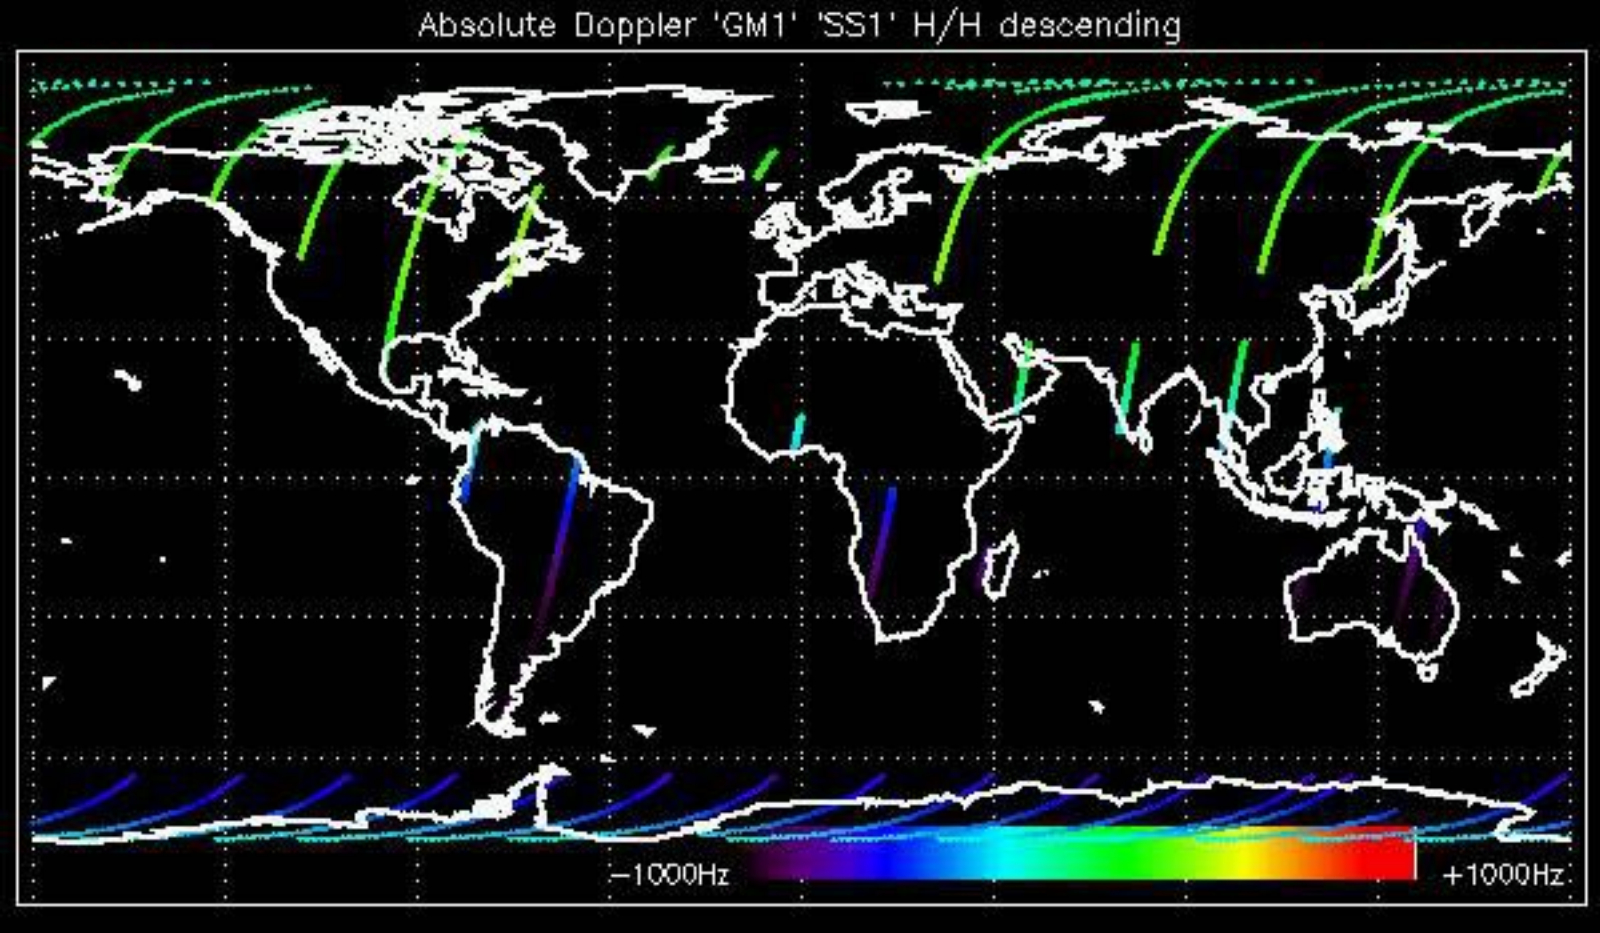 Absolute Doppler 'GM1' 'SS1' H/H descending
−1000Hz +1000Hz